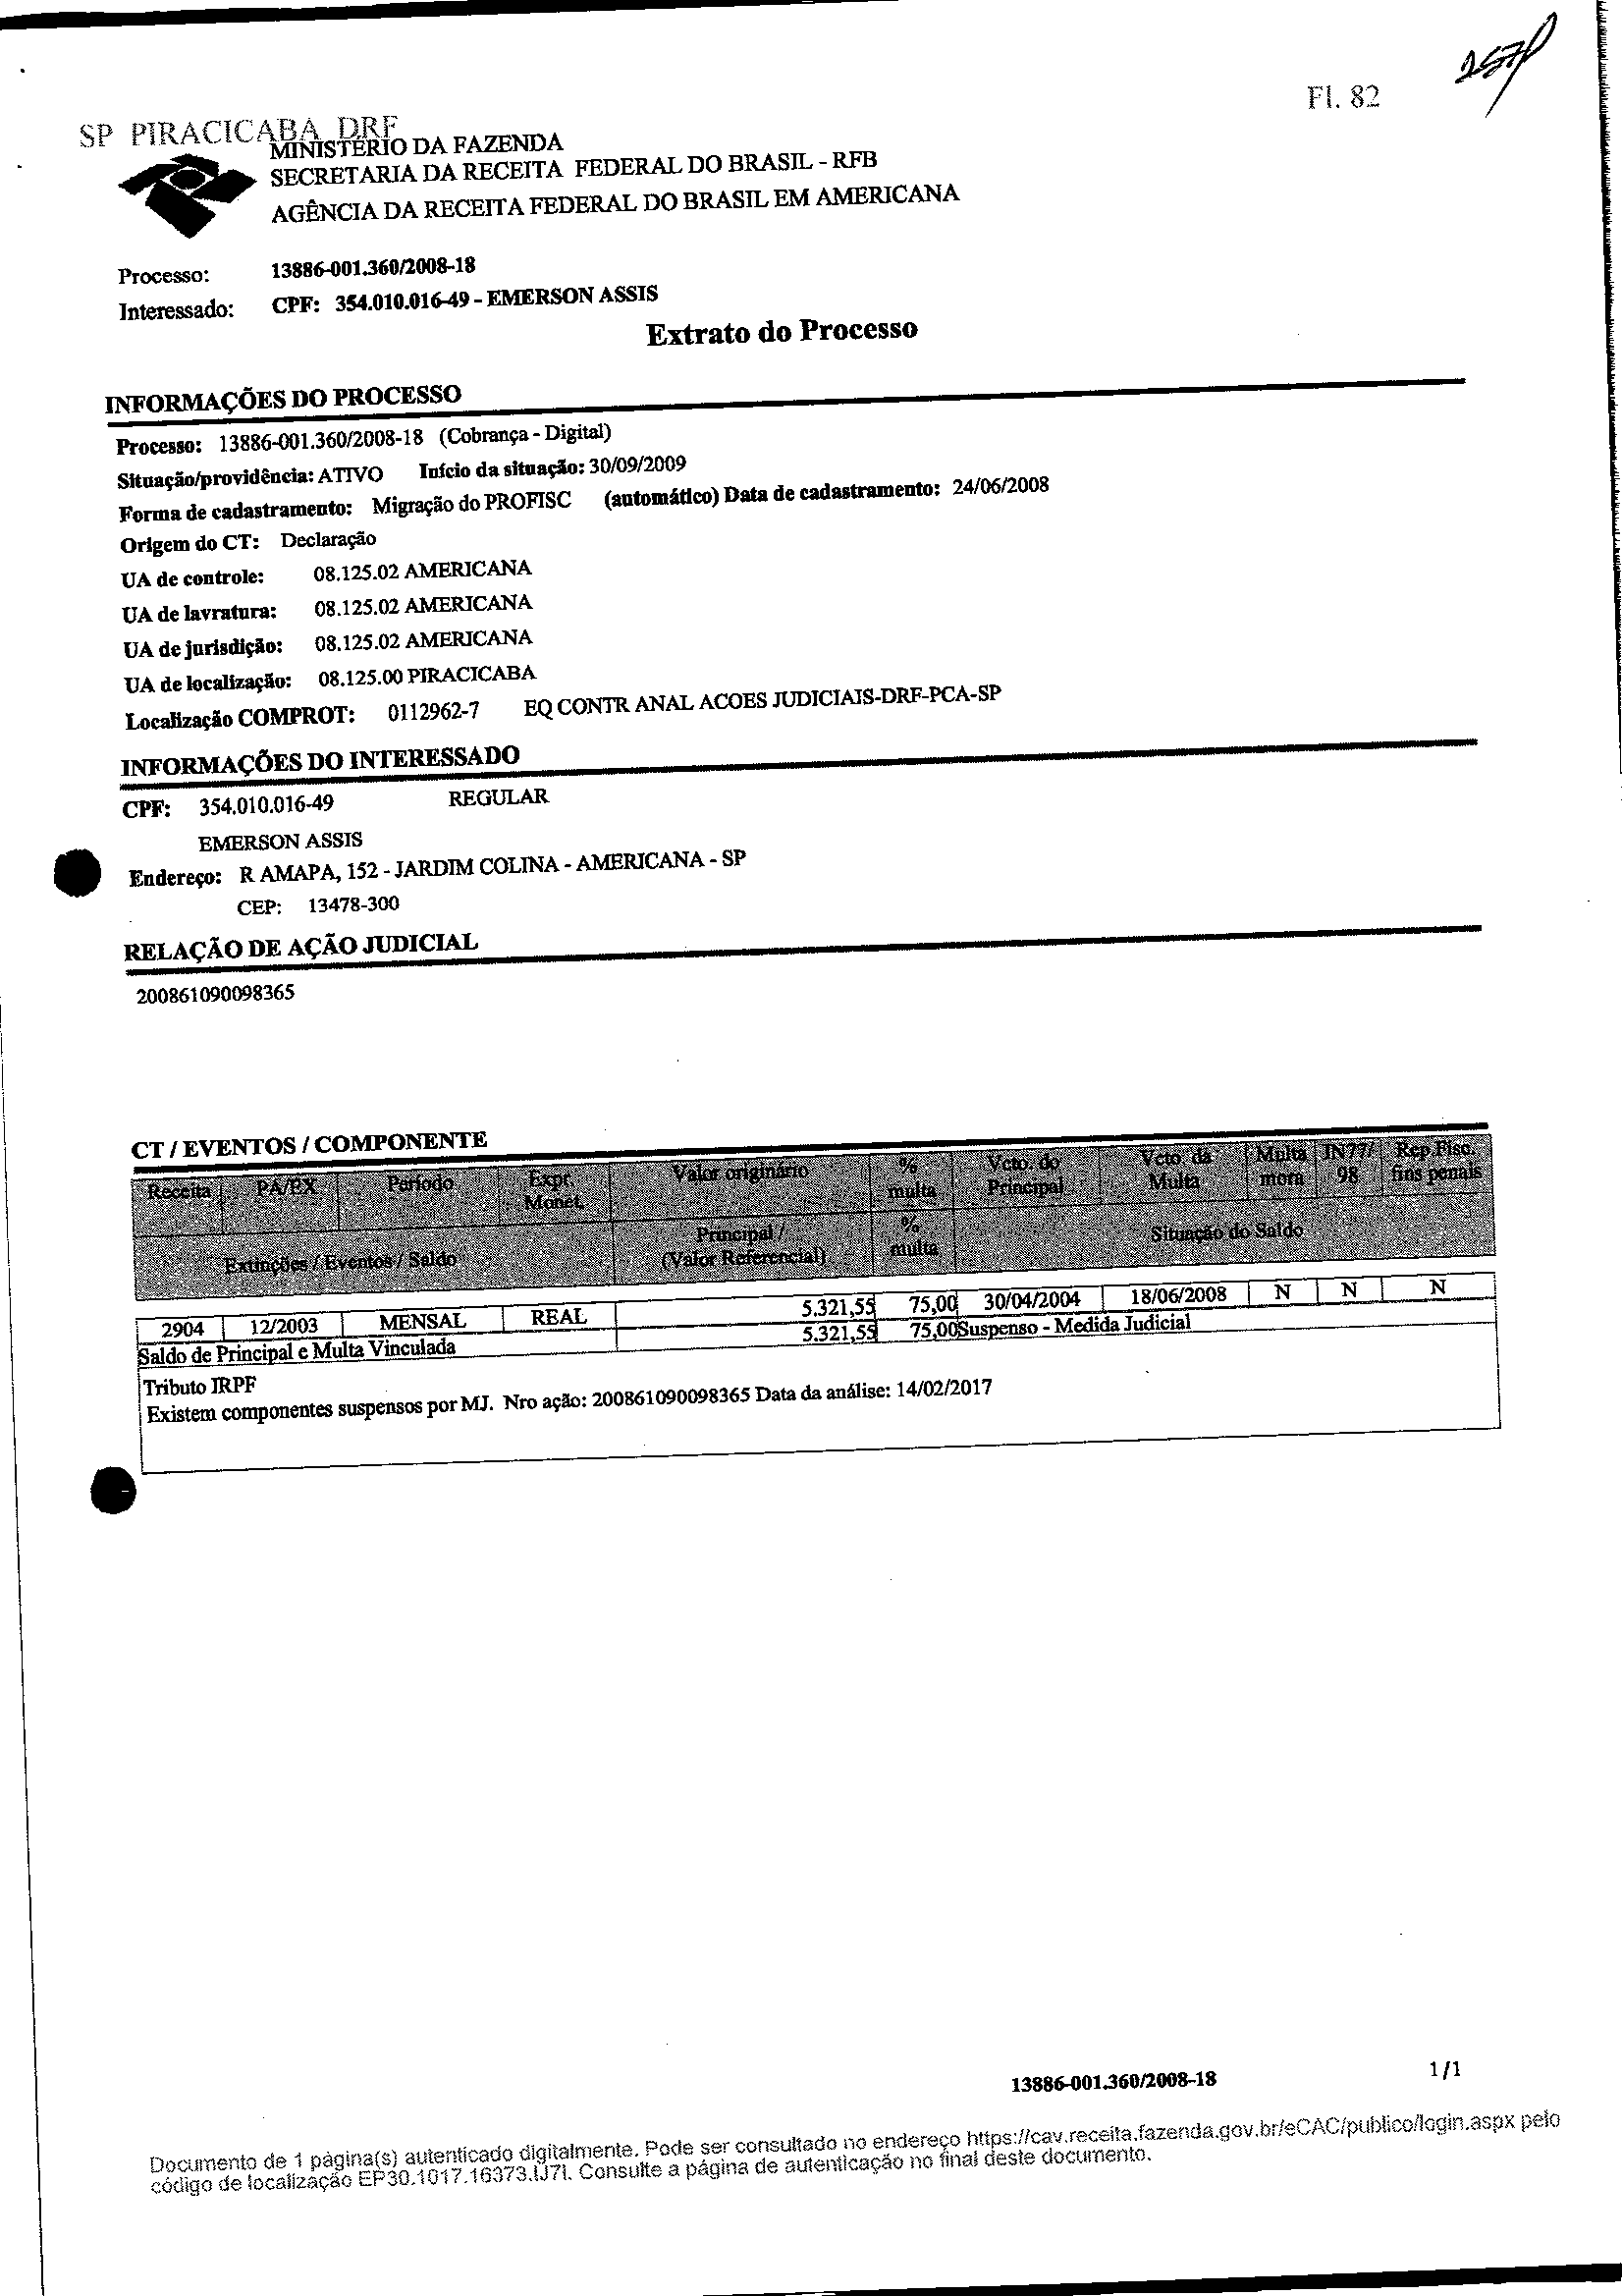 Fl. 82
SP PIRACICABA DRF
MINISTÉRIO DA FAZENDA
SECRETARIA DA RECEITA FEDERAL DO BRASIL - RFB
AGÊNCIA DA RECEITA FEDERAL DO BRASIL EM AMERICANA
Processo: 13886-001.360/2008-18
Interessado: CPF: 354.010.016-49 - EMERSON ASSIS
Extrato do Processo
INFORMAÇÕES DO PROCESSO
Processo: 13886-001.360/2008-18 (Cobrança - Digital)
Situação/providência: ATIVO Início da situação: 30/09/2009
Forma de cadastramento: Migração do PROFISC (automático) Data de cadastramento: 24/06/2008
Origem do CT: Declaração
UA de controle: 08.125.02 AMERICANA
UA de lavratura: 08.125.02 AMERICANA
UA de jurisdição: 08.125.02 AMERICANA
UA de localização: 08.125.00 PIRACICABA
Localização COMPROT: 0112962-7 EQ CONTR ANAL ACOES JUDICIAIS-DRF-PCA-SP
INFORMAÇÕES DO INTERESSADO
CPF: 354.010.016-49 REGULAR
EMERSON ASSIS
Endereço: R AMAPA, 152 - JARDIM COLINA - AMERICANA - SP
CEP: 13478-300
RELAÇÃO DE AÇÃO JUDICIAL
200861090098365
CT / EVENTOS / COMPONENTE
Receita PA/EX Período Expr. Monet. Valor originário % multa Vcto. do Principal Vcto da Multa Multa mora IN77/98 Rep.Fisc. fins penais
Extinções / Eventos / Saldo Principal / (Valor Referencial) % multa Situação do Saldo
2904 12/2003 MENSAL REAL 5.321,55 75,00 30/04/2004 18/06/2008 N N N
Saldo de Principal e Multa Vinculada 5.321,55 75,00Suspenso - Medida Judicial
Tributo IRPF
Existem componentes suspensos por MJ. Nro ação: 200861090098365 Data da análise: 14/02/2017
13886-001.360/2008-18 1/1
Documento de 1 página(s) autenticado digitalmente. Pode ser consultado no endereço https://cav.receita.fazenda.gov.br/eCAC/publico/login.aspx pelo
código de localização EP30.1017.16373.IJ7I. Consulte a página de autenticação no final deste documento.